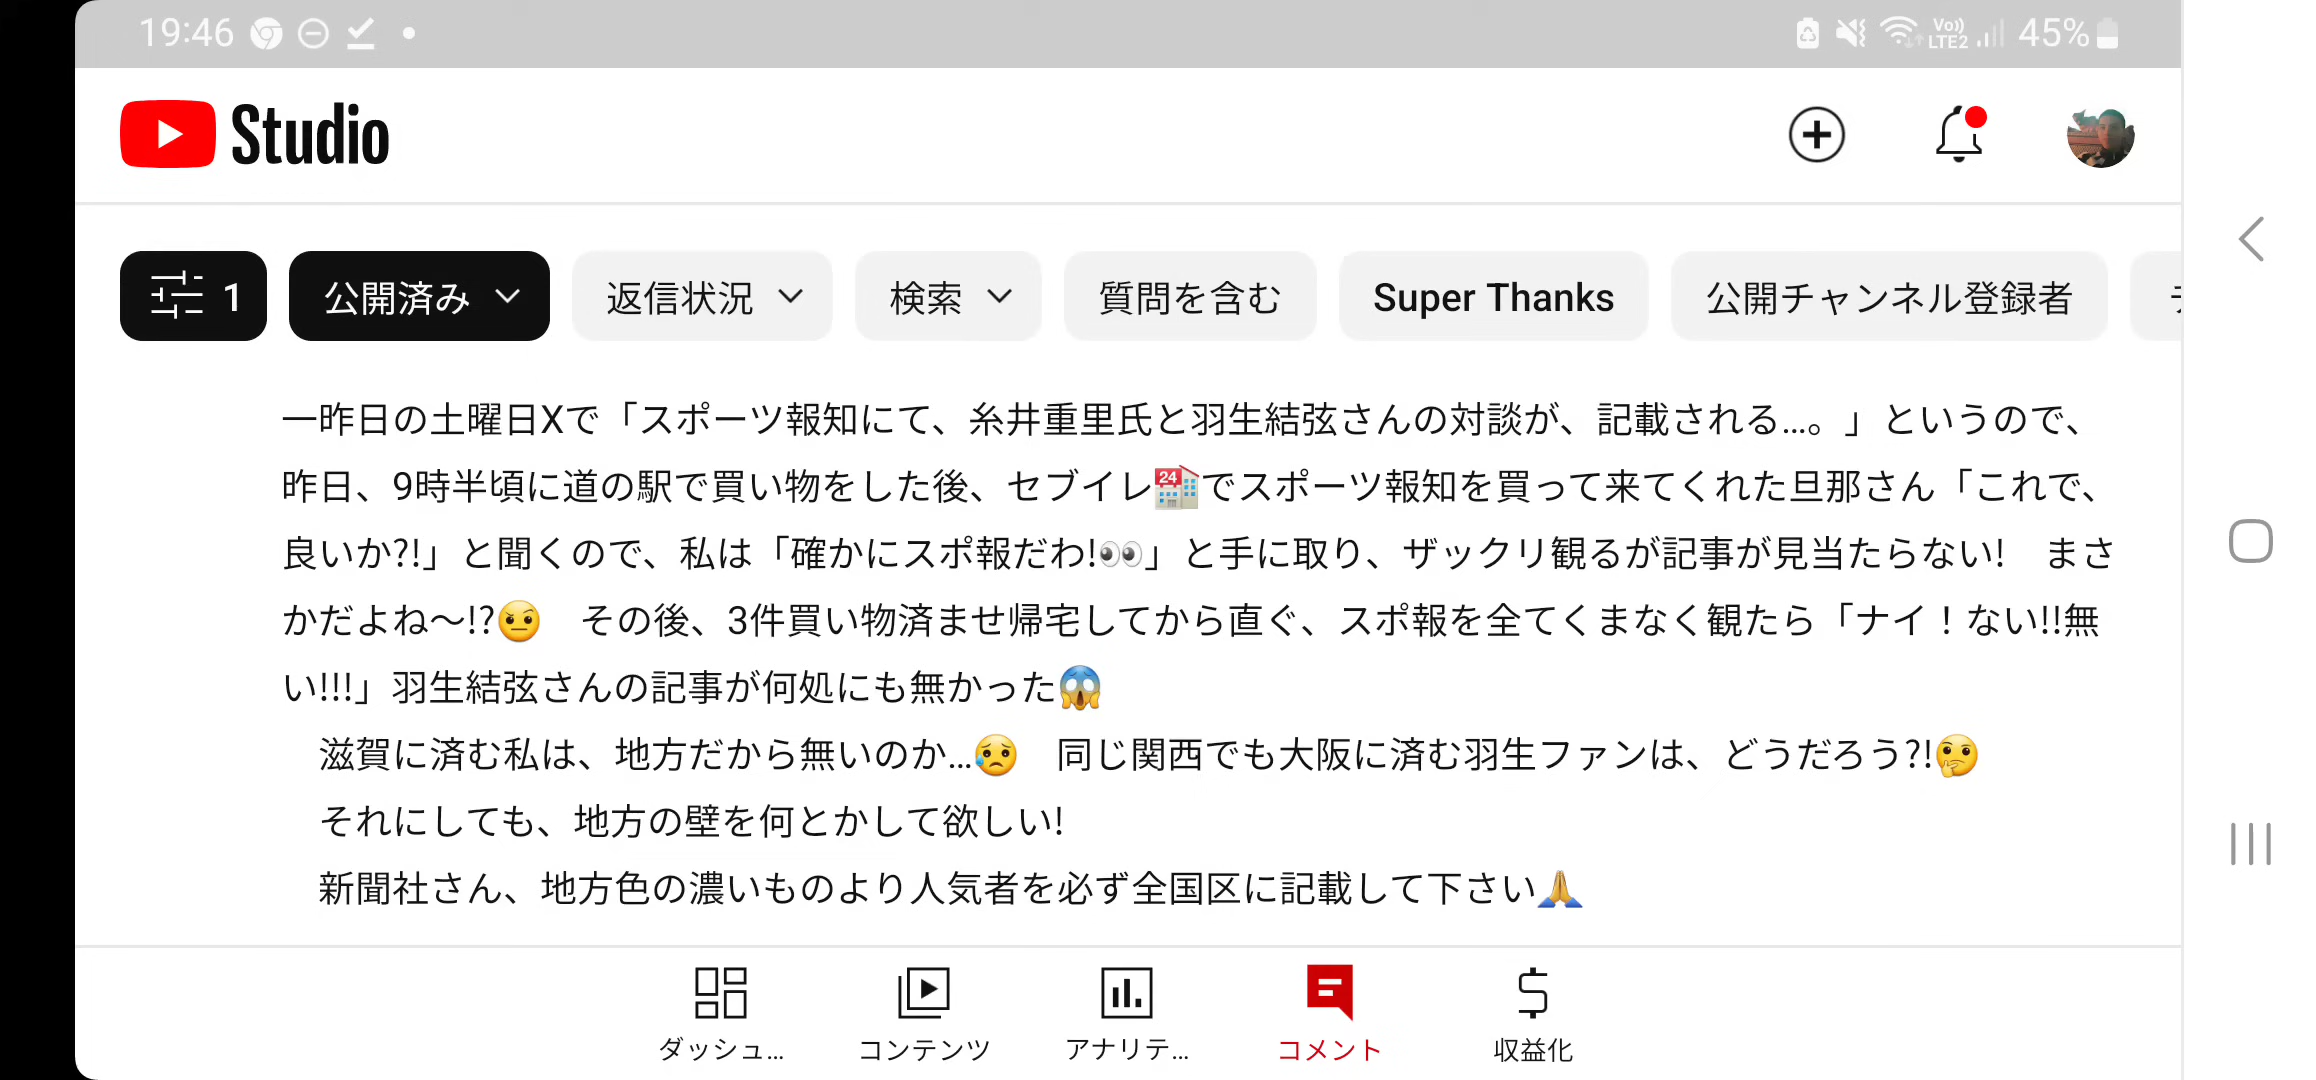 19:46
Vo))
LTE2
45%
Studio
1
公開済み
返信状況
検索
質問を含む
Super Thanks
公開チャンネル登録者
一昨日の土曜日Xで「スポーツ報知にて、糸井重里氏と羽生結弦さんの対談が、記載される...。」というので、
昨日、9時半頃に道の駅で買い物をした後、セブイレ🏪でスポーツ報知を買って来てくれた旦那さん「これで、
良いか?!」と聞くので、私は「確かにスポ報だわ!👀」と手に取り、ザックリ観るが記事が見当たらない!　まさ
かだよね〜!?🤨　その後、3件買い物済ませ帰宅してから直ぐ、スポ報を全てくまなく観たら「ナイ！ない!!無
い!!!」羽生結弦さんの記事が何処にも無かった😱
滋賀に済む私は、地方だから無いのか...😥　同じ関西でも大阪に済む羽生ファンは、どうだろう?!🤔
それにしても、地方の壁を何とかして欲しい!
新聞社さん、地方色の濃いものより人気者を必ず全国区に記載して下さい🙏
ダッシュ...
コンテンツ
アナリテ...
コメント
収益化